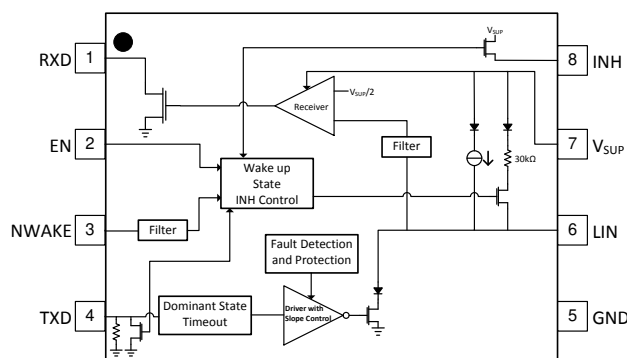 V_SUP
RXD 1
8 INH
Receiver
V_SUP/2
EN 2
7 V_SUP
Filter
30kΩ
Wake up
State
INH Control
NWAKE 3
Filter
6 LIN
Fault Detection
and Protection
TXD 4
Dominant State
Timeout
Driver with
Slope Control
5 GND